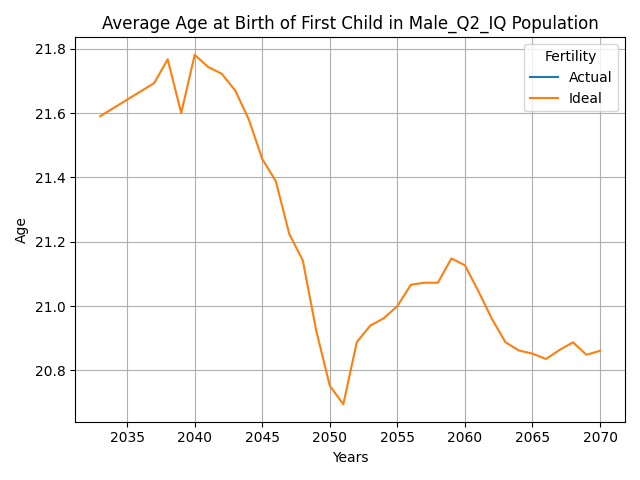 Average Age at Birth of First Child in Male_Q2_IQ Population
Fertility
Actual
Ideal
21.8
21.6
21.4
21.2
21.0
20.8
Age
2035 2040 2045 2050 2055 2060 2065 2070
Years